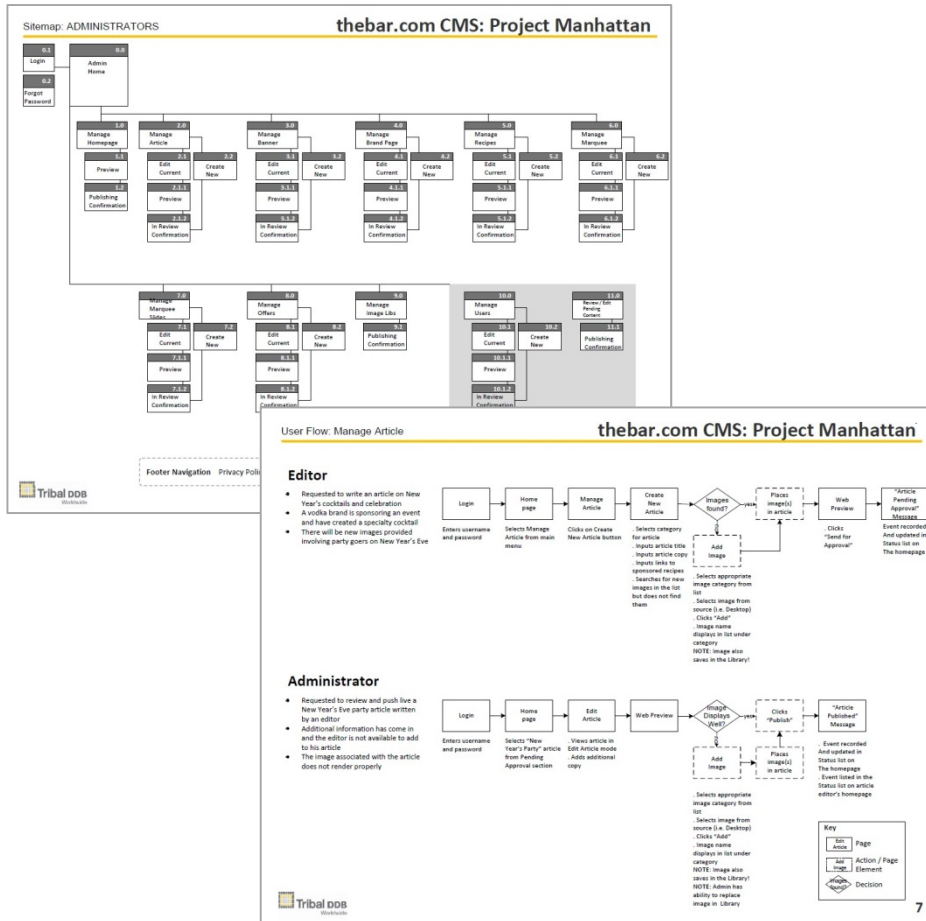 Sitemap: ADMINISTRATORS
thebar.com CMS: Project Manhattan
0.1
Login
0.2
Forgot
Password
0.0
Admin
Home
1.0
Manage
Homepage
1.1
Preview
1.2
Publishing
Confirmation
2.0
Manage
Article
2.1
Edit
Current
2.2
Create
New
2.1.1
Preview
2.1.2
In Review
Confirmation
3.0
Manage
Banner
3.1
Edit
Current
3.2
Create
New
3.1.1
Preview
3.1.2
In Review
Confirmation
4.0
Manage
Brand Page
4.1
Edit
Current
4.2
Create
New
4.1.1
Preview
4.1.2
In Review
Confirmation
5.0
Manage
Recipes
5.1
Edit
Current
5.2
Create
New
5.1.1
Preview
5.1.2
In Review
Confirmation
6.0
Manage
Marquee
6.1
Edit
Current
6.2
Create
New
6.1.1
Preview
6.1.2
In Review
Confirmation
7.0
Manage
Marquee
Slides
7.1
Edit
Current
7.2
Create
New
7.1.1
Preview
7.1.2
In Review
Confirmation
8.0
Manage
Offers
8.1
Edit
Current
8.2
Create
New
8.1.1
Preview
8.1.2
In Review
Confirmation
9.0
Manage
Image Libs
9.1
Publishing
Confirmation
10.0
Manage
Users
10.1
Edit
Current
10.2
Create
New
10.1.1
Preview
10.1.2
In Review
Confirmation
11.0
Review / Edit
Pending
Content
11.1
Publishing
Confirmation
Footer Navigation Privacy
Tribal DDB
Worldwide
User Flow: Manage Article
thebar.com CMS: Project Manhattan
Editor
• Requested to write an article on New
Year's cocktails and celebration
• A vodka brand is sponsoring an event
and have created a specialty cocktail
• There will be new images provided
involving party goers on New Year's Eve
Login
Enters username
and password
Home
page
Selects Manage
Article from main
menu
Manage
Article
Clicks on Create
New Article button
Create
New
Article
. Selects category
for article
. Inputs article title
. Inputs article copy
. Inputs links to
sponsored recipes
. Searches for new
images in the list
but does not find
them
Images
found?
yes
no
Add
Image
. Selects appropriate
image category from
list
. Selects image from
source (i.e. Desktop)
. Clicks "Add"
. Image name
displays in list under
category
NOTE: Image also
saves in the Library!
Places
image(s)
in article
Web
Preview
. Clicks
"Send for
Approval"
"Article
Pending
Approval"
Message
Event recorded
And updated in
Status list on
The homepage
Administrator
• Requested to review and push live a
New Year's Eve party article written
by an editor
• Additional information has come in
and the editor is not available to add
to his article
• The image associated with the article
does not render properly
Login
Enters username
and password
Home
page
Selects "New
Year's Party" article
from Pending
Approval section
Edit
Article
. Views article in
Edit Article mode
. Adds additional
copy
Web Preview
Image
Displays
Well?
yes
no
Add
Image
. Selects appropriate
image category from
list
. Selects image from
source (i.e. Desktop)
. Clicks "Add"
. Image name
displays in list under
category
NOTE: Image also
saves in the Library!
NOTE: Admin has
ability to replace
image in Library
Places
image(s)
in article
Clicks
"Publish"
"Article
Published"
Message
. Event recorded
And updated in
Status list on
The homepage
. Event listed in the
Status list on article
editor's homepage
Key
Edit
Article
Page
Add
Image
Action / Page
Element
Images
found?
Decision
Tribal DDB
Worldwide
7